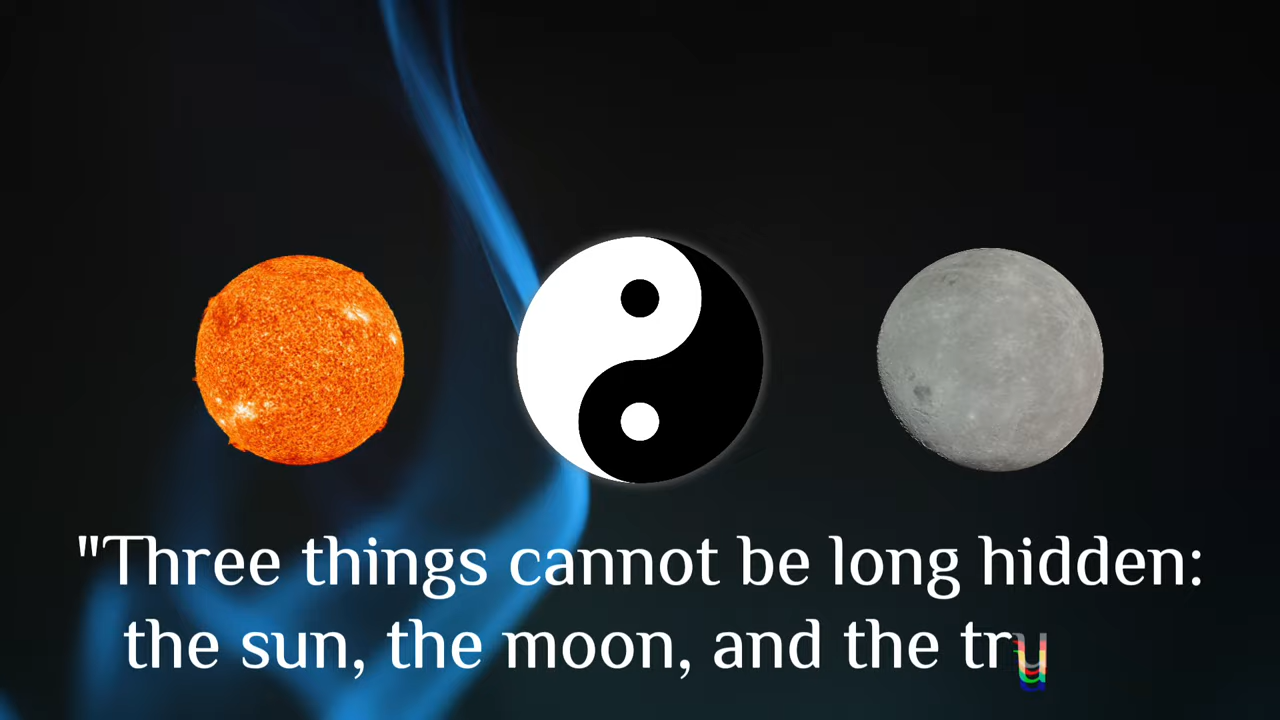 "Three things cannot be long hidden:
the sun, the moon, and the tru